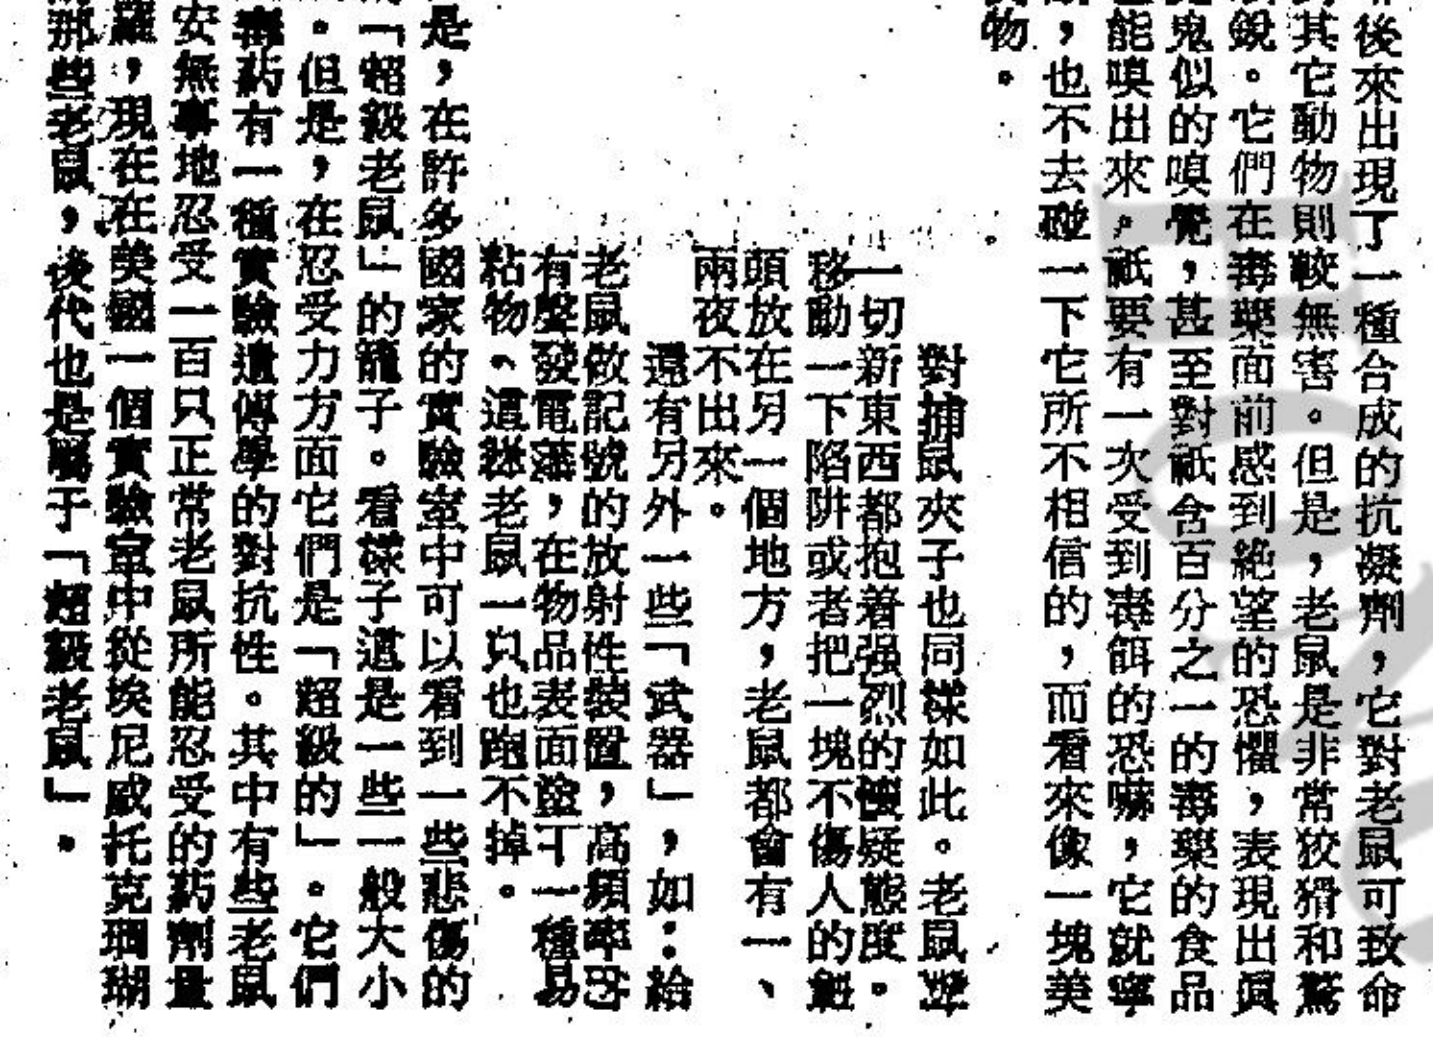 後來出現了一種合成的抗凝劑，它對老鼠可致命
其它動物則較無害。但是，老鼠是非常狡猾和驚
銳。它們在毒藥面前感到絶望的恐懼，表現出眞
鬼似的嗅覺，甚至對祇含百分之一的毒藥的食品
能嗅出來。祇要有一次受到毒餌的恐嚇，它就寧
，也不去碰一下它所不相信的，而看來像一塊美
物。
對捕鼠夾子也同樣如此。老鼠對
一切新東西都抱着强烈的懷疑態度。
移動一下陷阱或者把一塊不傷人的
頭放在另一個地方，老鼠都會有一、
兩夜不出來。
還有另外一些「武器」，如：給
老鼠做記號的放射性裝置，高頻率
有聲發電，在物品表面塗一種易
粘物。這樣老鼠一只也跑不掉。
是，在許多國家的實驗室中可以看到一些悲傷的
「超級老鼠」的籠子。看樣子這是一些一般大小
。但是，在忍受力方面它們是「超級的」。它們
毒葯有一種實驗遺傳學的對抗性。其中有些老鼠
安無事地忍受一百只正常老鼠所能忍受的葯劑量
羅，現在在美國一個實驗室中從埃尼威托克珊瑚
那些老鼠，後代也是屬于「超級老鼠」。